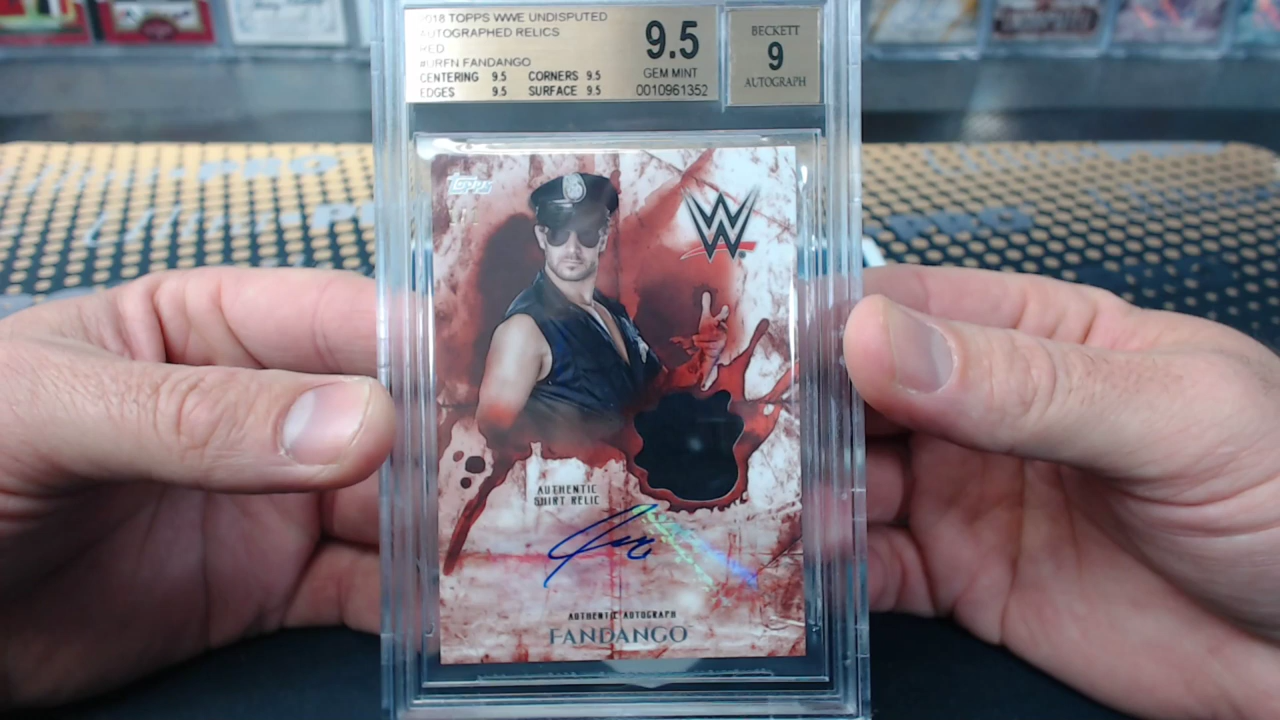 2018 TOPPS WWE UNDISPUTED
AUTOGRAPHED RELICS
RED
#URFN FANDANGO
CENTERING 9.5 CORNERS 9.5
EDGES 9.5 SURFACE 9.5
9.5
GEM MINT
0010961352
BECKETT
9
AUTOGRAPH
Topps
W
AUTHENTIC
SHIRT RELIC
AUTHENTIC AUTOGRAPH
FANDANGO